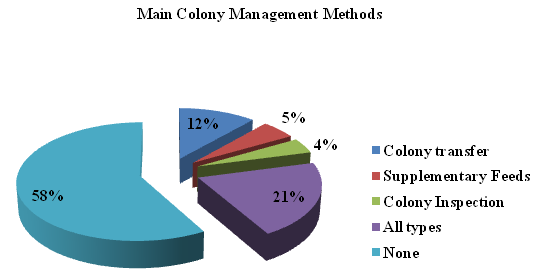 Main Colony Management Methods
12%
5%
4%
21%
58%
Colony transfer
Supplementary Feeds
Colony Inspection
All types
None